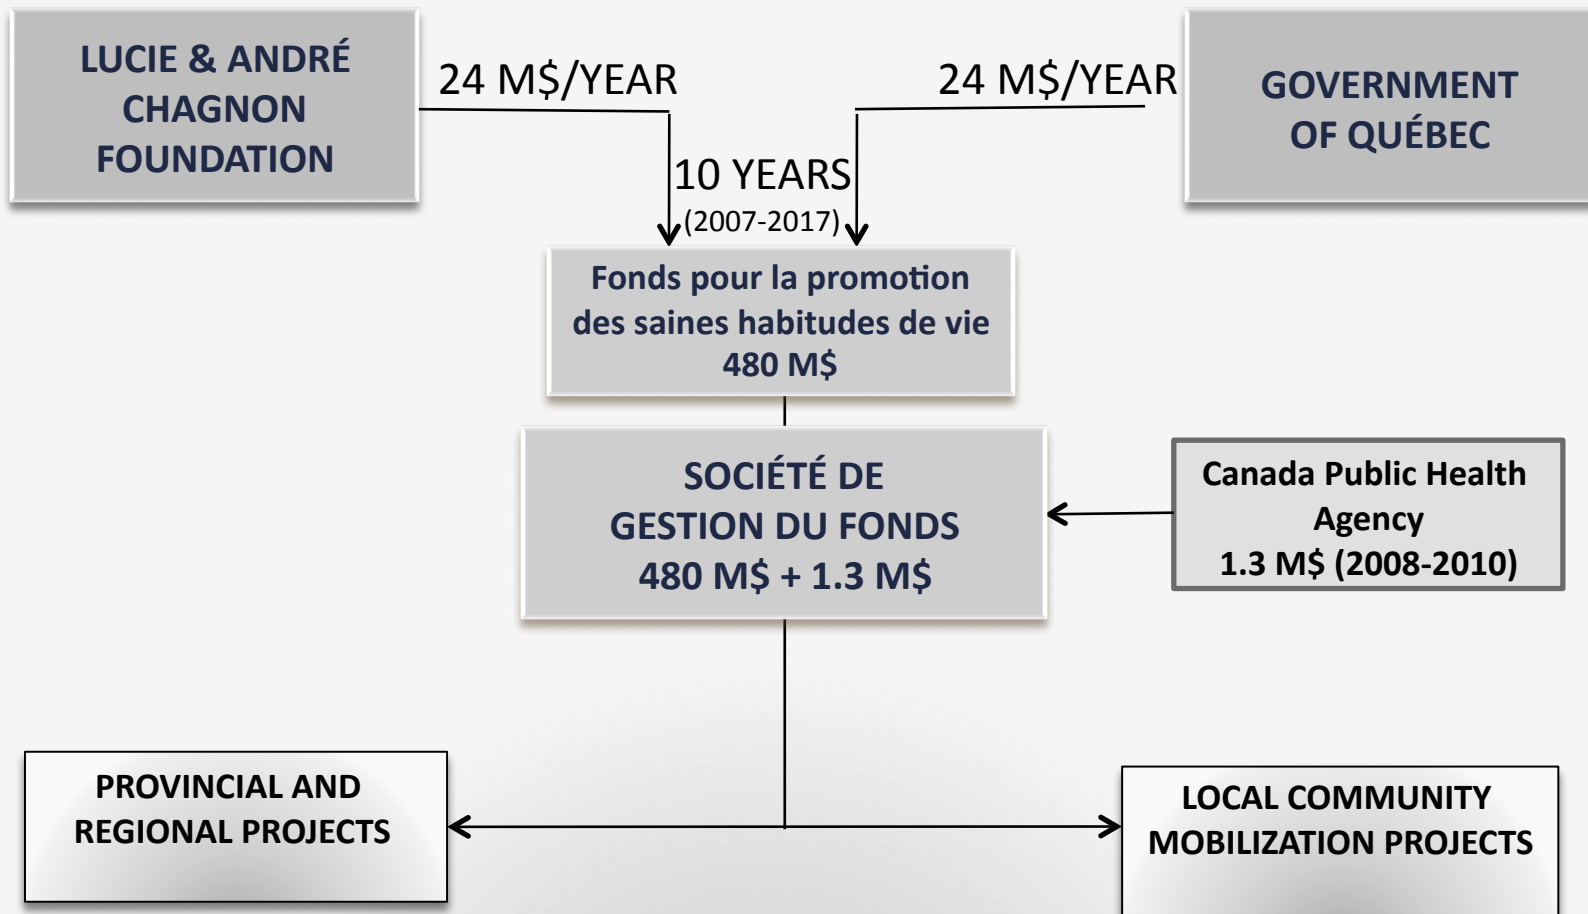 LUCIE & ANDRÉ
CHAGNON
FOUNDATION
24 M$/YEAR
24 M$/YEAR
GOVERNMENT
OF QUÉBEC
10 YEARS
(2007-2017)
Fonds pour la promotion
des saines habitudes de vie
480 M$
SOCIÉTÉ DE
GESTION DU FONDS
480 M$ + 1.3 M$
Canada Public Health
Agency
1.3 M$ (2008-2010)
PROVINCIAL AND
REGIONAL PROJECTS
LOCAL COMMUNITY
MOBILIZATION PROJECTS